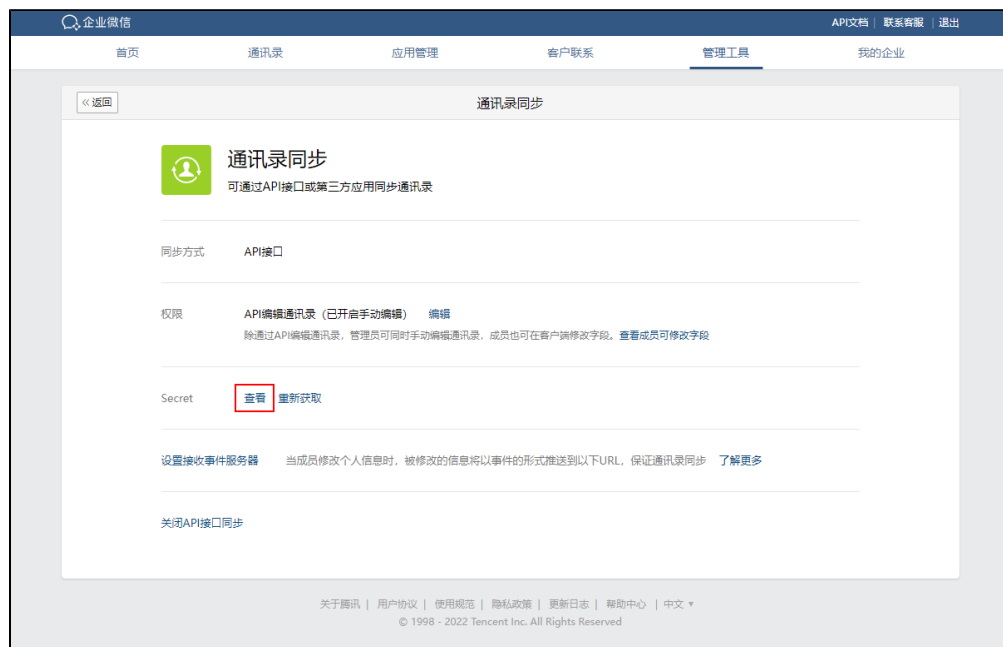 企业微信 API文档 | 联系客服 | 退出
首页 通讯录 应用管理 客户联系 管理工具 我的企业
«返回 通讯录同步
通讯录同步
可通过API接口或第三方应用同步通讯录
同步方式 API接口
权限 API编辑通讯录（已开启手动编辑） 编辑
除通过API编辑通讯录，管理员可同时手动编辑通讯录，成员也可在客户端修改字段。查看成员可修改字段
Secret 查看 重新获取
设置接收事件服务器 当成员修改个人信息时，被修改的信息将以事件的形式推送到以下URL，保证通讯录同步 了解更多
关闭API接口同步
关于腾讯 | 用户协议 | 使用规范 | 隐私政策 | 更新日志 | 帮助中心 | 中文 ▾
© 1998 - 2022 Tencent Inc. All Rights Reserved